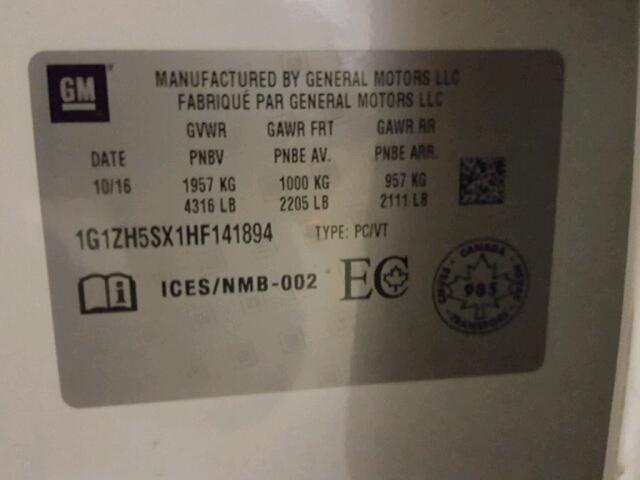 GM
MANUFACTURED BY GENERAL MOTORS LLC
FABRIQUÉ PAR GENERAL MOTORS LLC
GVWR GAWR FRT GAWR RR
DATE PNBV PNBE AV. PNBE ARR.
10/16 1957 KG 1000 KG 957 KG
4316 LB 2205 LB 2111 LB
1G1ZH5SX1HF141894 TYPE: PC/VT
i ICES/NMB-002 EC
CANADA
985
TRANSPORT